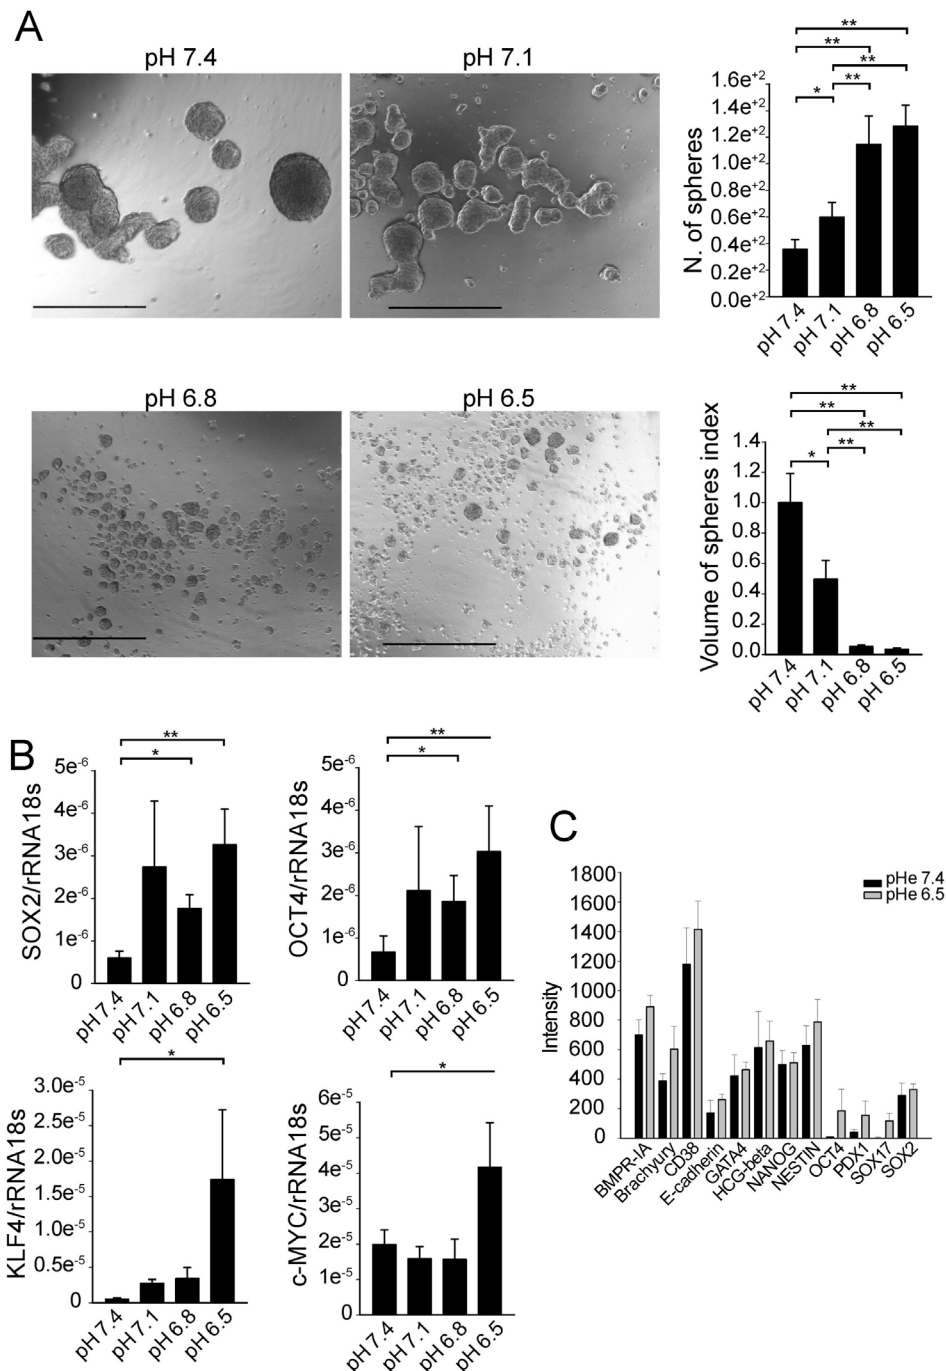 A
pH 7.4
pH 7.1
**
**
**
**
*
N. of spheres
1.6e+2
1.4e+2
1.2e+2
1.0e+2
0.8e+2
0.6e+2
0.4e+2
0.2e+2
0.0e+2
pH 7.4
pH 7.1
pH 6.8
pH 6.5
pH 6.8
pH 6.5
**
**
**
**
*
Volume of spheres index
1.4
1.2
1.0
0.8
0.6
0.4
0.2
0.0
pH 7.4
pH 7.1
pH 6.8
pH 6.5
B
**
*
SOX2/rRNA18s
5e-6
4e-6
3e-6
2e-6
1e-6
0
pH 7.4
pH 7.1
pH 6.8
pH 6.5
**
*
OCT4/rRNA18s
5e-6
4e-6
3e-6
2e-6
1e-6
0
pH 7.4
pH 7.1
pH 6.8
pH 6.5
*
KLF4/rRNA18s
3.0e-5
2.5e-5
2.0e-5
1.5e-5
1.0e-5
0.5e-5
0
pH 7.4
pH 7.1
pH 6.8
pH 6.5
*
c-MYC/rRNA18s
6e-5
5e-5
4e-5
3e-5
2e-5
1e-5
0
pH 7.4
pH 7.1
pH 6.8
pH 6.5
C
pHe 7.4
pHe 6.5
Intensity
1800
1600
1400
1200
1000
800
600
400
200
0
BMPR-IA
Brachyury
CD38
E-cadherin
GATA4
HCG-beta
NANOG
NESTIN
OCT4
PDX1
SOX17
SOX2